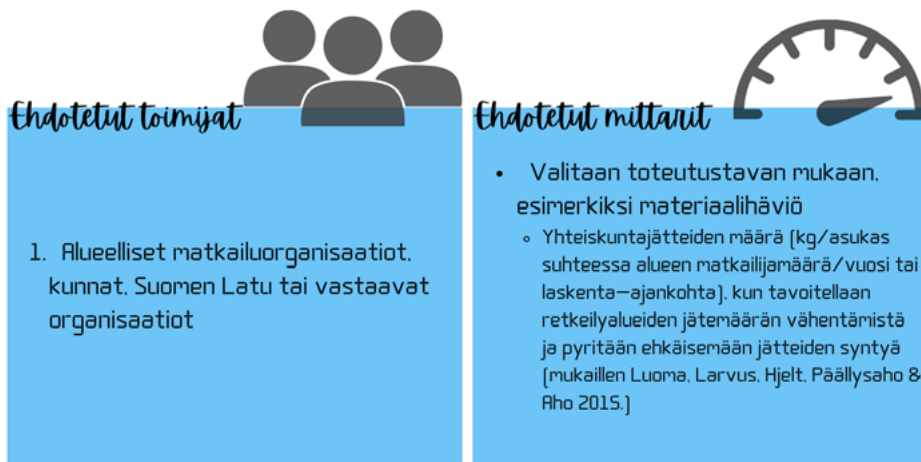 Ehdotetut toimijat
1. Alueelliset matkailuorganisaatiot,
kunnat, Suomen Latu tai vastaavat
organisaatiot
Ehdotetut mittarit
• Valitaan toteutustavan mukaan,
esimerkiksi materiaalihäviö
◦ Yhteiskuntajätteiden määrä (kg/asukas
suhteessa alueen matkailijamäärä/vuosi tai
laskenta-ajankohta), kun tavoitellaan
retkeilyalueiden jätemäärän vähentämistä
ja pyritään ehkäisemään jätteiden syntyä
(mukaillen Luoma, Larvus, Hjelt, Päällysaho &
Aho 2015.)